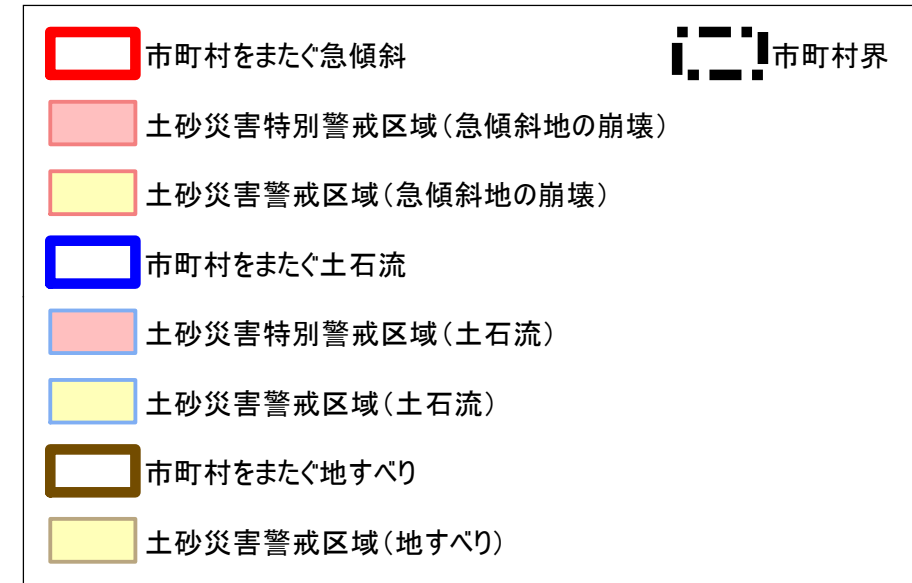 市町村をまたぐ急傾斜
市町村界
土砂災害特別警戒区域（急傾斜地の崩壊）
土砂災害警戒区域（急傾斜地の崩壊）
市町村をまたぐ土石流
土砂災害特別警戒区域（土石流）
土砂災害警戒区域（土石流）
市町村をまたぐ地すべり
土砂災害警戒区域（地すべり）